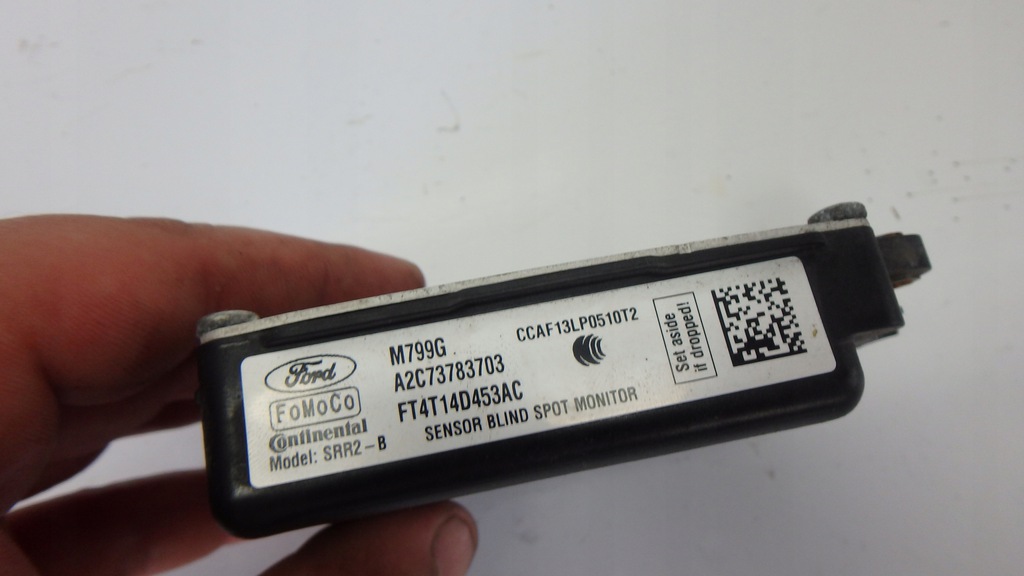 Ford
FoMoCo
Continental
Model: SRR2-B
M799G
A2C73783703
FT4T14D453AC
SENSOR BLIND SPOT MONITOR
CCAF13LP0510T2
Set aside
If dropped!